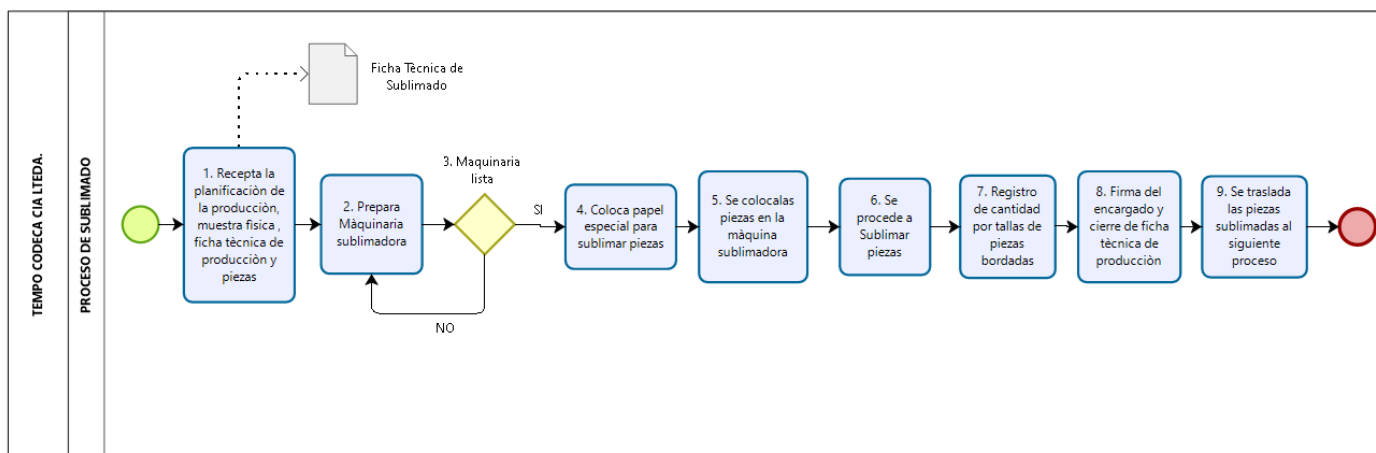 TEMPO CODECA CIA LTEDA.
PROCESO DE SUBLIMADO
Ficha Tècnica de
Sublimado
1. Recepta la
planificaciòn de
la producciòn,
muestra fisica ,
ficha tècnica de
producciòn y
piezas
2. Prepara
Màquinaria
sublimadora
3. Maquinaria
lista
SI
NO
4. Coloca papel
especial para
sublimar piezas
5. Se colocalas
piezas en la
màquina
sublimadora
6. Se
procede a
Sublimar
piezas
7. Registro
de cantidad
por tallas de
piezas
bordadas
8. Firma del
encargado y
cierre de ficha
tècnica de
producciòn
9. Se traslada
las piezas
sublimadas al
siguiente
proceso